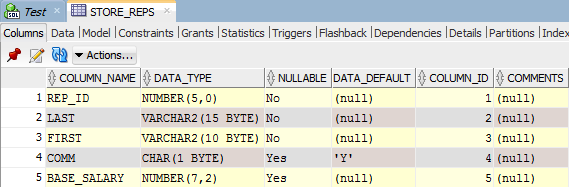 SQL Test × STORE_REPS ×
Columns Data Model Constraints Grants Statistics Triggers Flashback Dependencies Details Partitions Index
Actions...
COLUMN_NAME DATA_TYPE NULLABLE DATA_DEFAULT COLUMN_ID COMMENTS
1 REP_ID NUMBER(5,0) No (null) 1 (null)
2 LAST VARCHAR2(15 BYTE) No (null) 2 (null)
3 FIRST VARCHAR2(10 BYTE) No (null) 3 (null)
4 COMM CHAR(1 BYTE) Yes 'Y' 4 (null)
5 BASE_SALARY NUMBER(7,2) Yes (null) 5 (null)